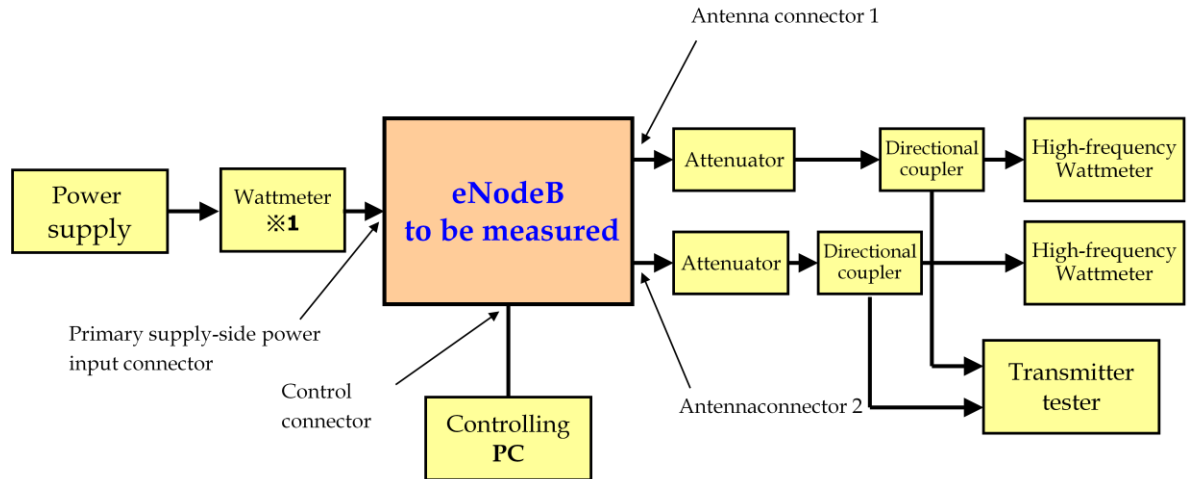 Antenna connector 1
Power
supply
Wattmeter
※1
eNodeB
to be measured
Attenuator
Directional
coupler
High-frequency
Wattmeter
Attenuator
Directional
coupler
High-frequency
Wattmeter
Primary supply-side power
input connector
Control
connector
Controlling
PC
Antennaconnector 2
Transmitter
tester